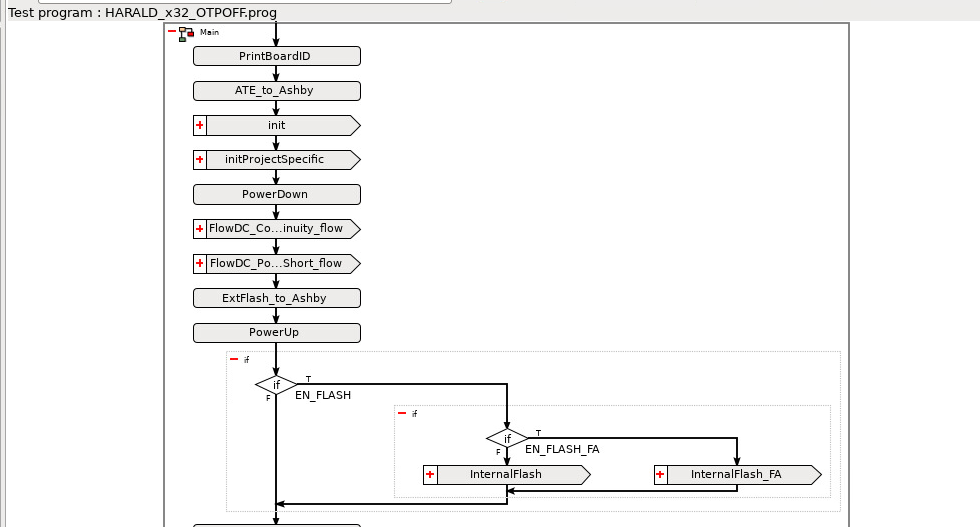 Test program : HARALD_x32_OTPOFF.prog
Main
PrintBoardID
ATE_to_Ashby
init
initProjectSpecific
PowerDown
FlowDC_Co...inuity_flow
FlowDC_Po...Short_flow
ExtFlash_to_Ashby
PowerUp
if
if
T
F
EN_FLASH
if
if
T
F
EN_FLASH_FA
InternalFlash
InternalFlash_FA